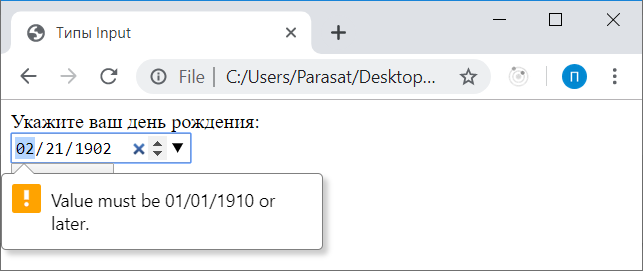 Типы Input
File
C:/Users/Parasat/Desktop...
П
Укажите ваш день рождения:
02/21/1902
Value must be 01/01/1910 or
later.